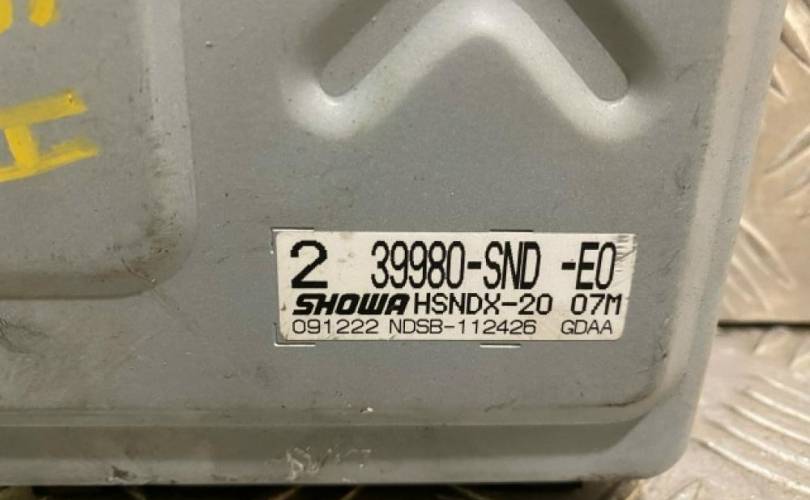 2 39980-SND -E0
SHOWA HSNDX-20 07M
091222 NDSB-112426 GDAA
H